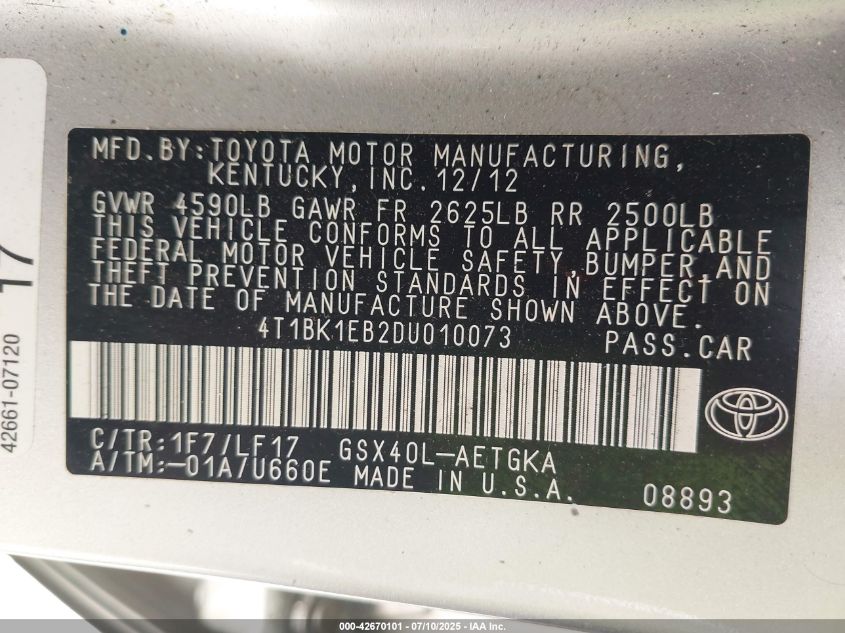 MFD.BY:TOYOTA MOTOR MANUFACTURING,
KENTUCKY, INC. 12/12
GVWR 4590LB GAWR FR 2625LB RR 2500LB
THIS VEHICLE CONFORMS TO ALL APPLICABLE
FEDERAL MOTOR VEHICLE SAFETY,BUMPER,AND
THEFT PREVENTION STANDARDS IN EFFECT ON
THE DATE OF MANUFACTURE SHOWN ABOVE.
4T1BK1EB2DU010073 PASS.CAR
C/TR:1F7/LF17 GSX40L-AETGKA
A/TM:-01A/U660E MADE IN U.S.A. 08893
17
42661-07120
000-42670101 - 07/10/2025 - IAA Inc.